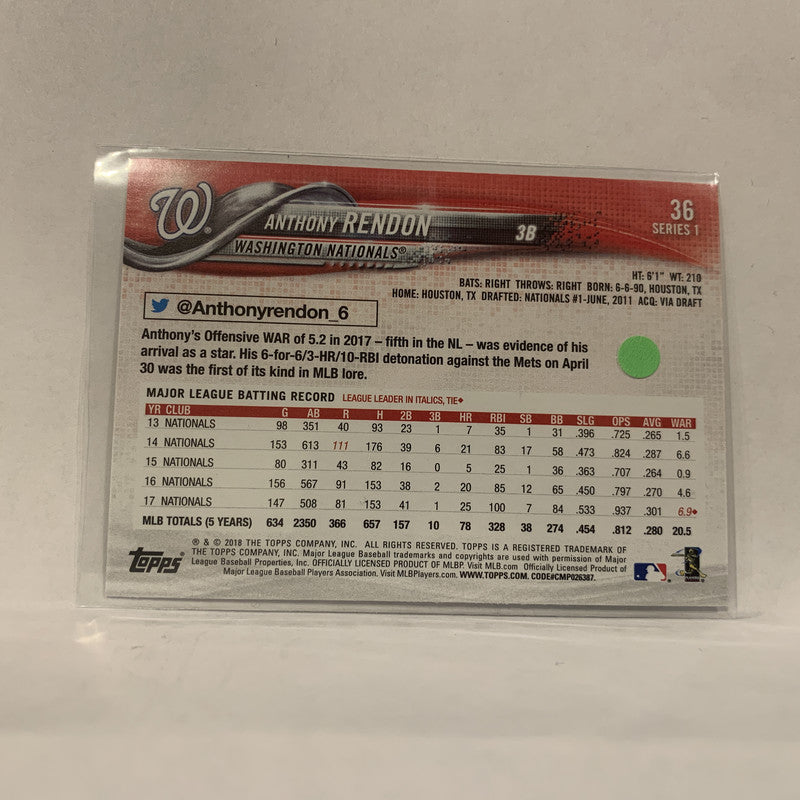 W®
ANTHONY RENDON
3B
WASHINGTON NATIONALS®
36
SERIES 1
HT: 6'1" WT: 210
BATS: RIGHT THROWS: RIGHT BORN: 6-6-90, HOUSTON, TX
HOME: HOUSTON, TX DRAFTED: NATIONALS #1-JUNE, 2011 ACQ: VIA DRAFT
@Anthonyrendon_6
Anthony's Offensive WAR of 5.2 in 2017 – fifth in the NL – was evidence of his
arrival as a star. His 6-for-6/3-HR/10-RBI detonation against the Mets on April
30 was the first of its kind in MLB lore.
MAJOR LEAGUE BATTING RECORD LEAGUE LEADER IN ITALICS, TIE♦
YR CLUB G AB R H 2B 3B HR RBI SB BB SLG OPS AVG WAR
13 NATIONALS 98 351 40 93 23 1 7 35 1 31 .396 .725 .265 1.5
14 NATIONALS 153 613 111 176 39 6 21 83 17 58 .473 .824 .287 6.6
15 NATIONALS 80 311 43 82 16 0 5 25 1 36 .363 .707 .264 0.9
16 NATIONALS 156 567 91 153 38 2 20 85 12 65 .450 .797 .270 4.6
17 NATIONALS 147 508 81 153 41 1 25 100 7 84 .533 .937 .301 6.9♦
MLB TOTALS (5 YEARS) 634 2350 366 657 157 10 78 328 38 274 .454 .812 .280 20.5
TOPPS®
® & © 2018 THE TOPPS COMPANY, INC. ALL RIGHTS RESERVED. TOPPS IS A REGISTERED TRADEMARK OF
THE TOPPS COMPANY, INC. Major League Baseball trademarks and copyrights are used with permission of Major
League Baseball Properties, Inc. OFFICIALLY LICENSED PRODUCT OF MLBP. Visit MLB.com Officially Licensed Product of
Major League Baseball Players Association. Visit MLBPlayers.com. WWW.TOPPS.COM. CODE#CMP026387.